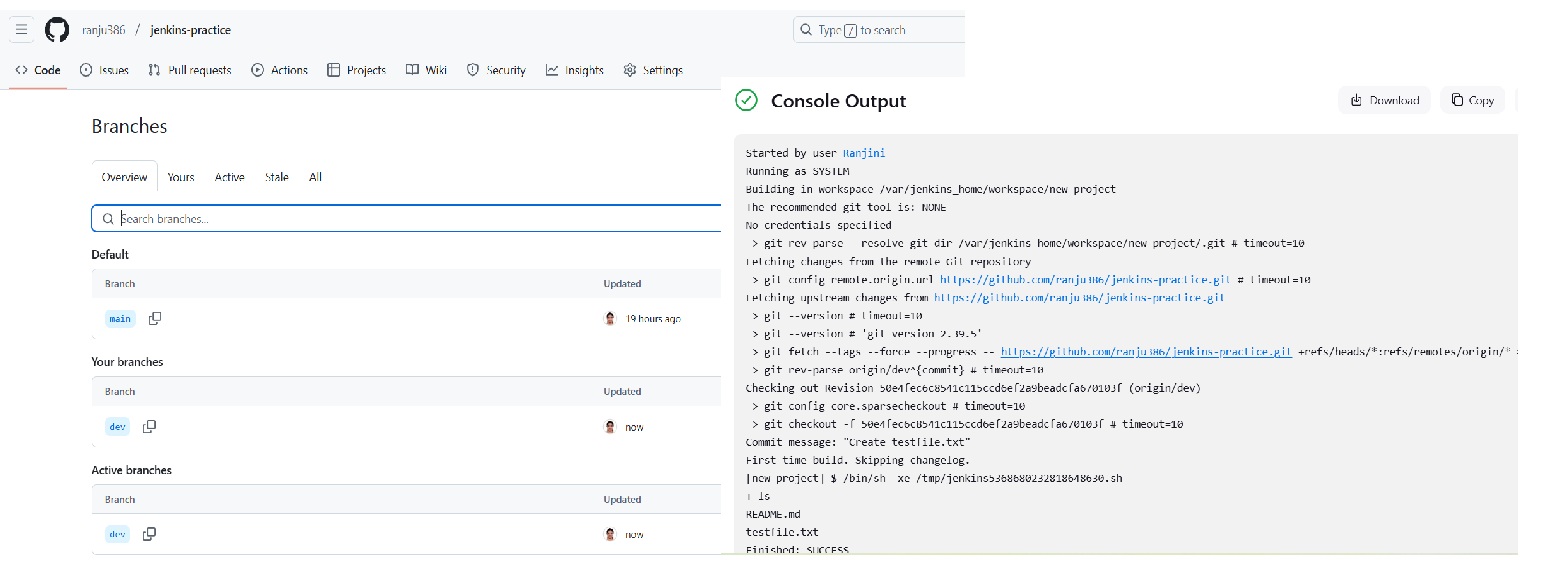 ranju386 / jenkins-practice
Type / to search
Code Issues Pull requests Actions Projects Wiki Security Insights Settings
Branches
Overview Yours Active Stale All
Search branches...
Default
Branch Updated
main 19 hours ago
Your branches
Branch Updated
dev now
Active branches
Branch Updated
dev now
Console Output
Download Copy
Started by user Ranjini
Running as SYSTEM
Building in workspace /var/jenkins_home/workspace/new project
The recommended git tool is: NONE
No credentials specified
> git rev-parse --resolve-git-dir /var/jenkins_home/workspace/new project/.git # timeout=10
Fetching changes from the remote Git repository
> git config remote.origin.url https://github.com/ranju386/jenkins-practice.git # timeout=10
Fetching upstream changes from https://github.com/ranju386/jenkins-practice.git
> git --version # timeout=10
> git --version # 'git version 2.39.5'
> git fetch --tags --force --progress -- https://github.com/ranju386/jenkins-practice.git +refs/heads/*:refs/remotes/origin/*
> git rev-parse origin/dev^{commit} # timeout=10
Checking out Revision 50e4fec6c8541c115ccd6ef2a9beadcfa670103f (origin/dev)
> git config core.sparsecheckout # timeout=10
> git checkout -f 50e4fec6c8541c115ccd6ef2a9beadcfa670103f # timeout=10
Commit message: "Create testfile.txt"
First time build. Skipping changelog.
[new project] $ /bin/sh -xe /tmp/jenkins5368680232818648630.sh
+ ls
README.md
testfile.txt
Finished: SUCCESS